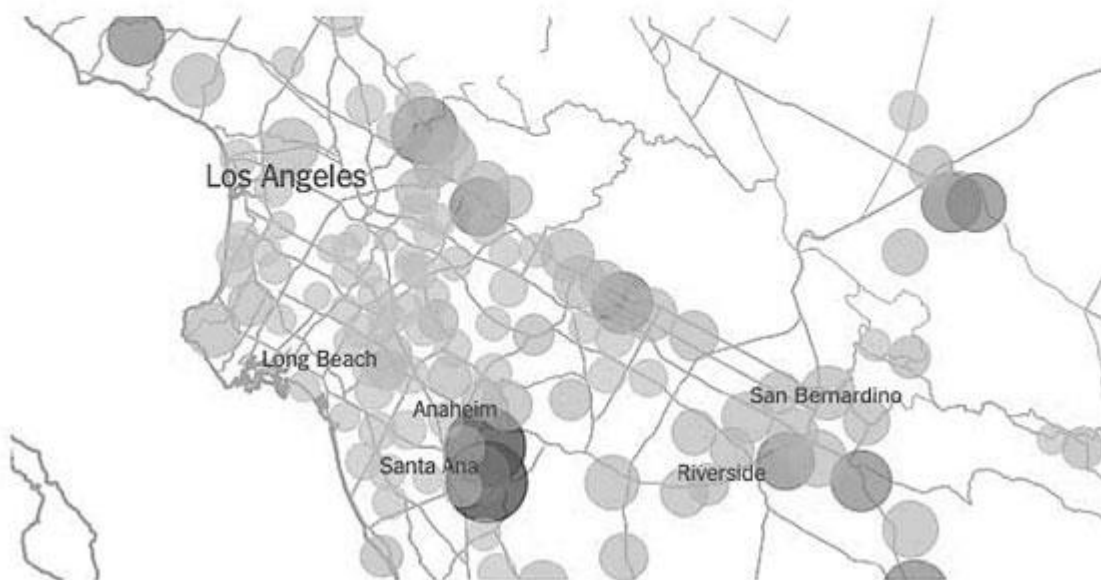 Los Angeles
Long Beach
Anaheim
San Bernardino
Santa Ana
Riverside